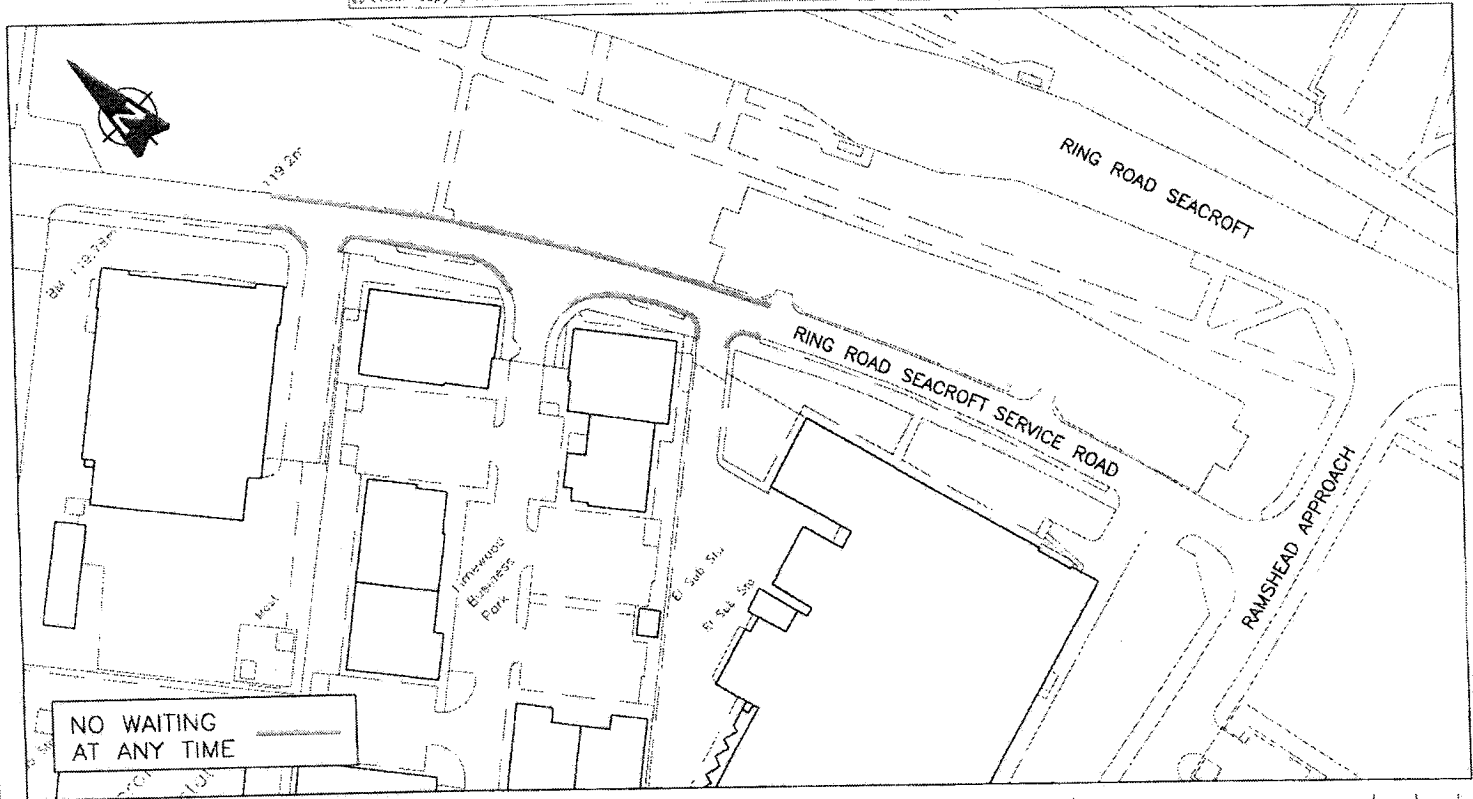 N
119.2m
RING ROAD SEACROFT
RING ROAD SEACROFT SERVICE ROAD
RAMSHEAD APPROACH
Limewood
Business
Park
El Sub Sta
El Sub Sta
NO WAITING
AT ANY TIME